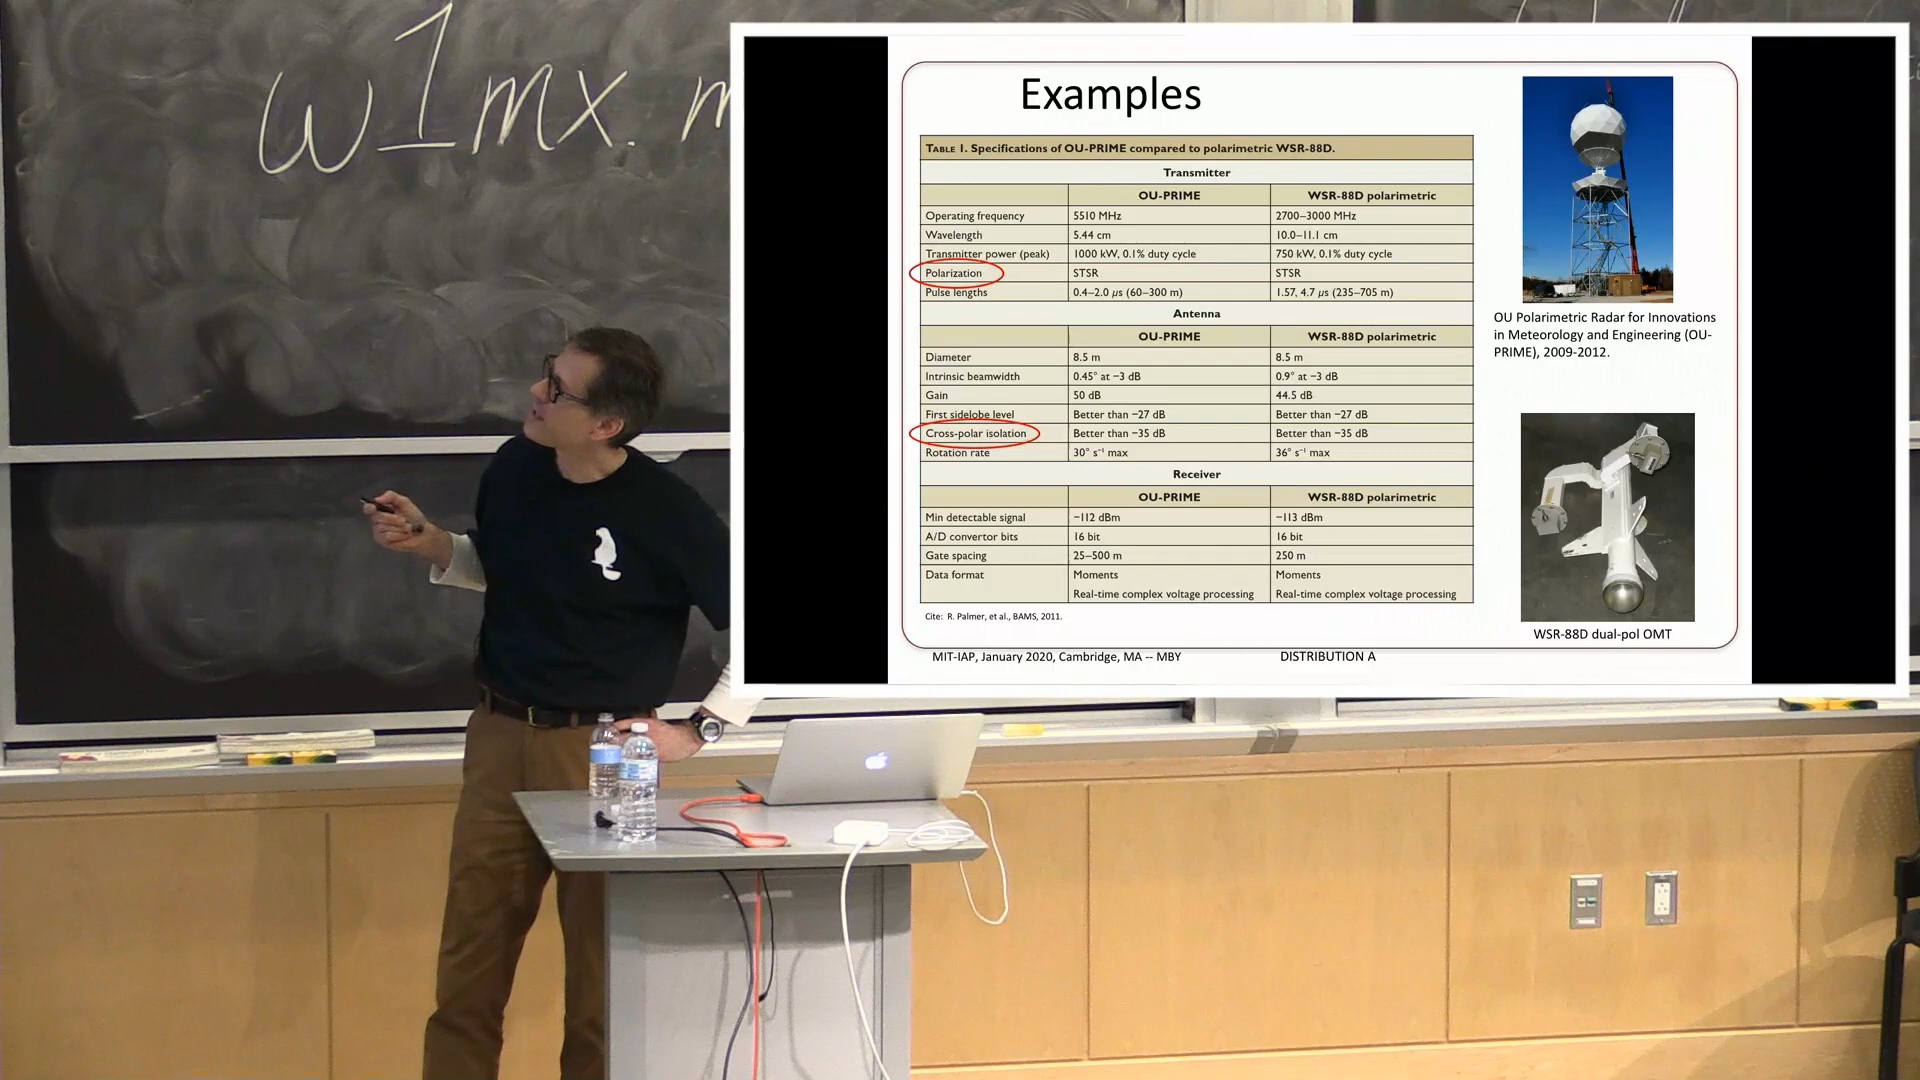 w1mx.
Examples
TABLE 1. Specifications of OU-PRIME compared to polarimetric WSR-88D.
Transmitter
OU-PRIME WSR-88D polarimetric
Operating frequency 5510 MHz 2700–3000 MHz
Wavelength 5.44 cm 10.0–11.1 cm
Transmitter power (peak) 1000 kW, 0.1% duty cycle 750 kW, 0.1% duty cycle
Polarization STSR STSR
Pulse lengths 0.4–2.0 μs (60–300 m) 1.57, 4.7 μs (235–705 m)
Antenna
OU-PRIME WSR-88D polarimetric
Diameter 8.5 m 8.5 m
Intrinsic beamwidth 0.45° at −3 dB 0.9° at −3 dB
Gain 50 dB 44.5 dB
First sidelobe level Better than −27 dB Better than −27 dB
Cross-polar isolation Better than −35 dB Better than −35 dB
Rotation rate 30° s⁻¹ max 36° s⁻¹ max
Receiver
OU-PRIME WSR-88D polarimetric
Min detectable signal −112 dBm −113 dBm
A/D convertor bits 16 bit 16 bit
Gate spacing 25–500 m 250 m
Data format Moments Moments
Real-time complex voltage processing Real-time complex voltage processing
Cite: R. Palmer, et al., BAMS, 2011.
OU Polarimetric Radar for Innovations
in Meteorology and Engineering (OU-
PRIME), 2009-2012.
WSR-88D dual-pol OMT
MIT-IAP, January 2020, Cambridge, MA -- MBY DISTRIBUTION A